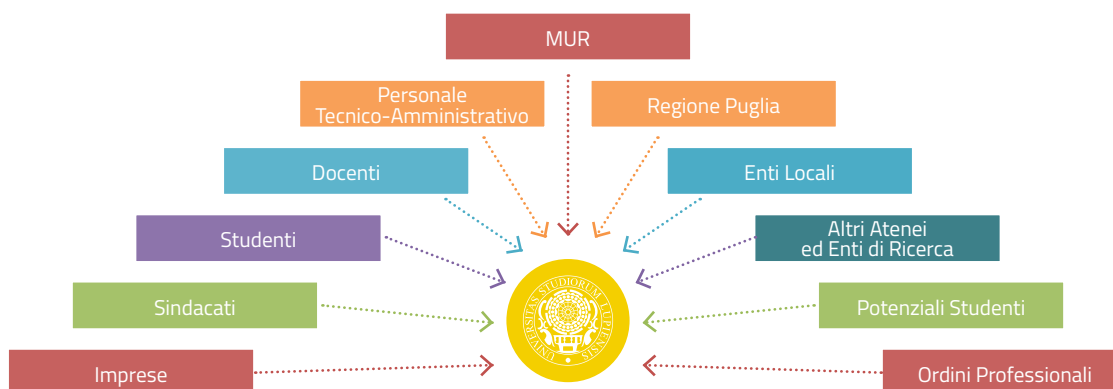 MUR
Personale
Tecnico-Amministrativo
Regione Puglia
Docenti
Enti Locali
Studenti
Altri Atenei
ed Enti di Ricerca
Sindacati
Potenziali Studenti
Imprese
Ordini Professionali
UNIVERSITAS STUDIORUM LUPIENSIS